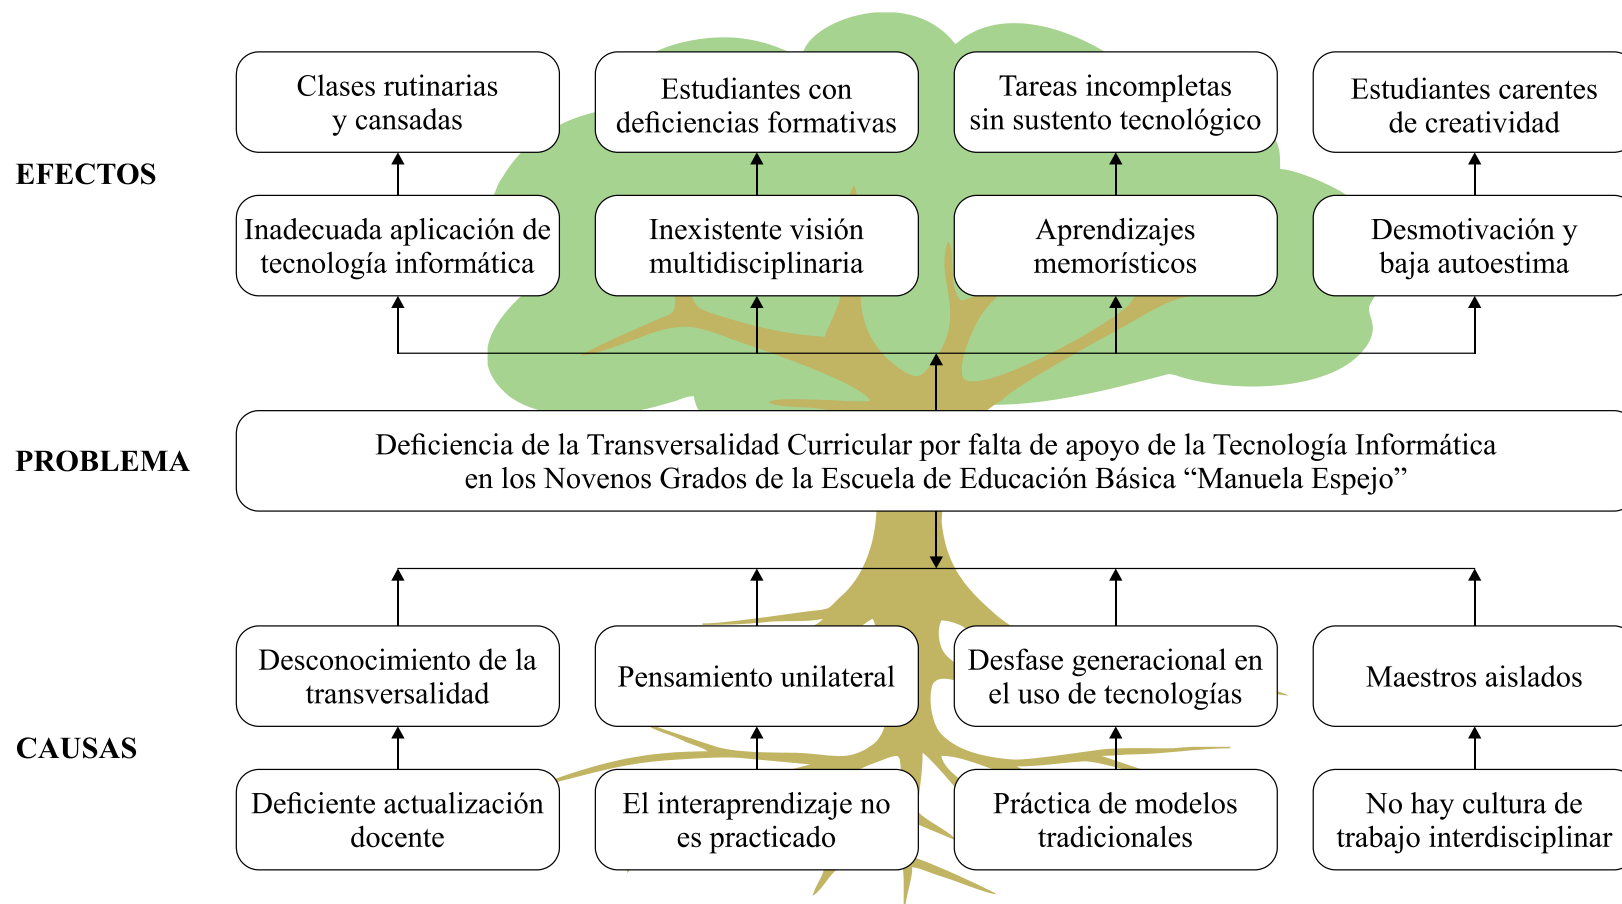 Clases rutinarias
y cansadas
Estudiantes con
deficiencias formativas
Tareas incompletas
sin sustento tecnológico
Estudiantes carentes
de creatividad
EFECTOS
Inadecuada aplicación de
tecnología informática
Inexistente visión
multidisciplinaria
Aprendizajes
memorísticos
Desmotivación y
baja autoestima
PROBLEMA
Deficiencia de la Transversalidad Curricular por falta de apoyo de la Tecnología Informática
en los Novenos Grados de la Escuela de Educación Básica “Manuela Espejo”
Desconocimiento de la
transversalidad
Pensamiento unilateral
Desfase generacional en
el uso de tecnologías
Maestros aislados
CAUSAS
Deficiente actualización
docente
El interaprendizaje no
es practicado
Práctica de modelos
tradicionales
No hay cultura de
trabajo interdisciplinar